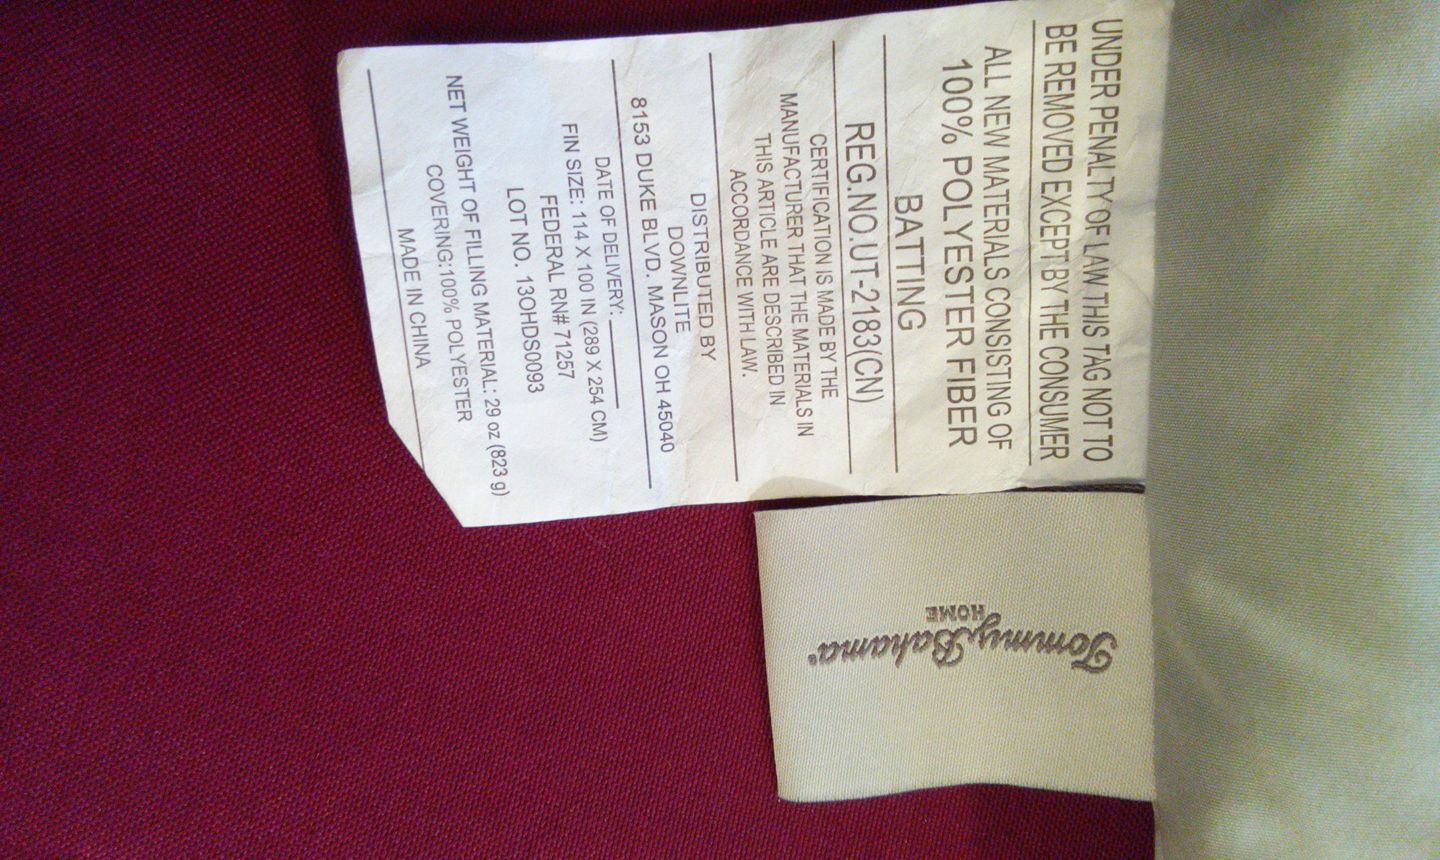 UNDER PENALTY OF LAW THIS TAG NOT TO
BE REMOVED EXCEPT BY THE CONSUMER
ALL NEW MATERIALS CONSISTING OF
100% POLYESTER FIBER
BATTING
REG.NO.UT-2183(CN)
CERTIFICATION IS MADE BY THE
MANUFACTURER THAT THE MATERIALS IN
THIS ARTICLE ARE DESCRIBED IN
ACCORDANCE WITH LAW.
DISTRIBUTED BY
DOWNLITE
8153 DUKE BLVD. MASON OH 45040
DATE OF DELIVERY:
FIN SIZE: 114 X 100 IN (289 X 254 CM)
FEDERAL RN# 71257
LOT NO. 13OHDS0093
NET WEIGHT OF FILLING MATERIAL: 29 oz (823 g)
COVERING:100% POLYESTER
MADE IN CHINA
Tommy Bahama®
HOME